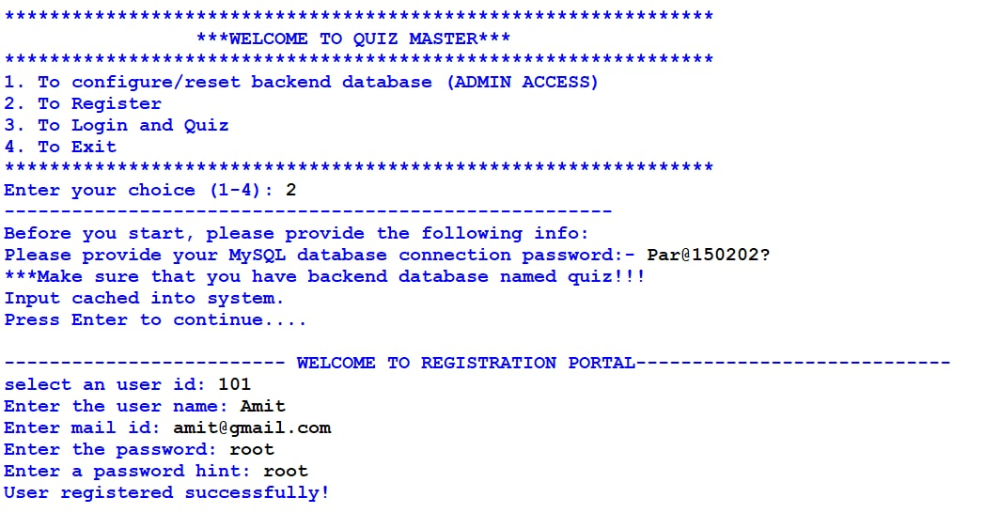 ***************************************************************
***WELCOME TO QUIZ MASTER***
***************************************************************
1. To configure/reset backend database (ADMIN ACCESS)
2. To Register
3. To Login and Quiz
4. To Exit
***************************************************************
Enter your choice (1-4): 2
------------------------------------------------------
Before you start, please provide the following info:
Please provide your MySQL database connection password:- Par@150202?
***Make sure that you have backend database named quiz!!!
Input cached into system.
Press Enter to continue....
------------------------- WELCOME TO REGISTRATION PORTAL----------------------------
select an user id: 101
Enter the user name: Amit
Enter mail id: amit@gmail.com
Enter the password: root
Enter a password hint: root
User registered successfully!